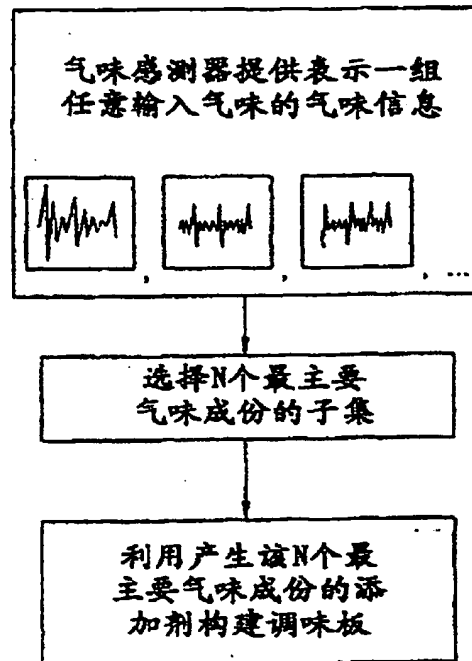 气味感测器提供表示一组
任意输入气味的气味信息
, , , ...
选择N个最主要
气味成份的子集
利用产生该N个最
主要气味成份的添
加剂构建调味板